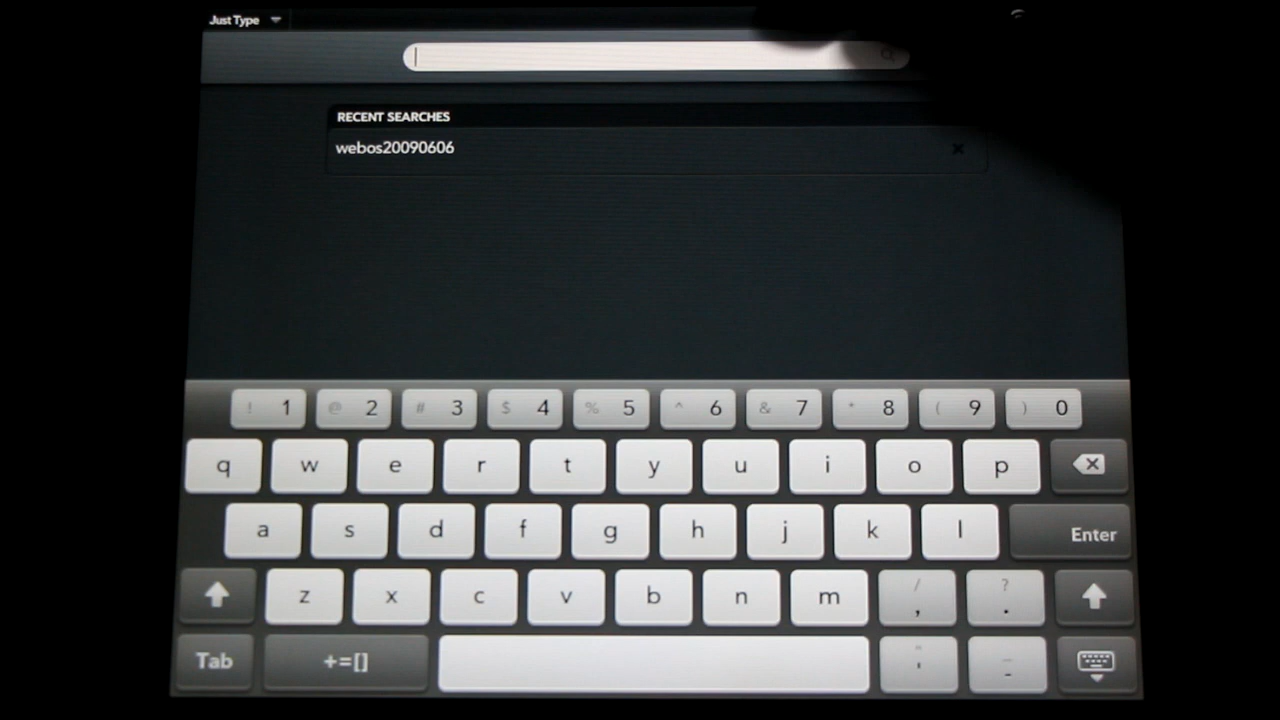 Just Type
RECENT SEARCHES
webos20090606
! 1 @ 2 # 3 $ 4 % 5 ^ 6 & 7 * 8 ( 9 ) 0
q w e r t y u i o p
a s d f g h j k l Enter
z x c v b n m / , ? .
Tab +=[] " ' _ -